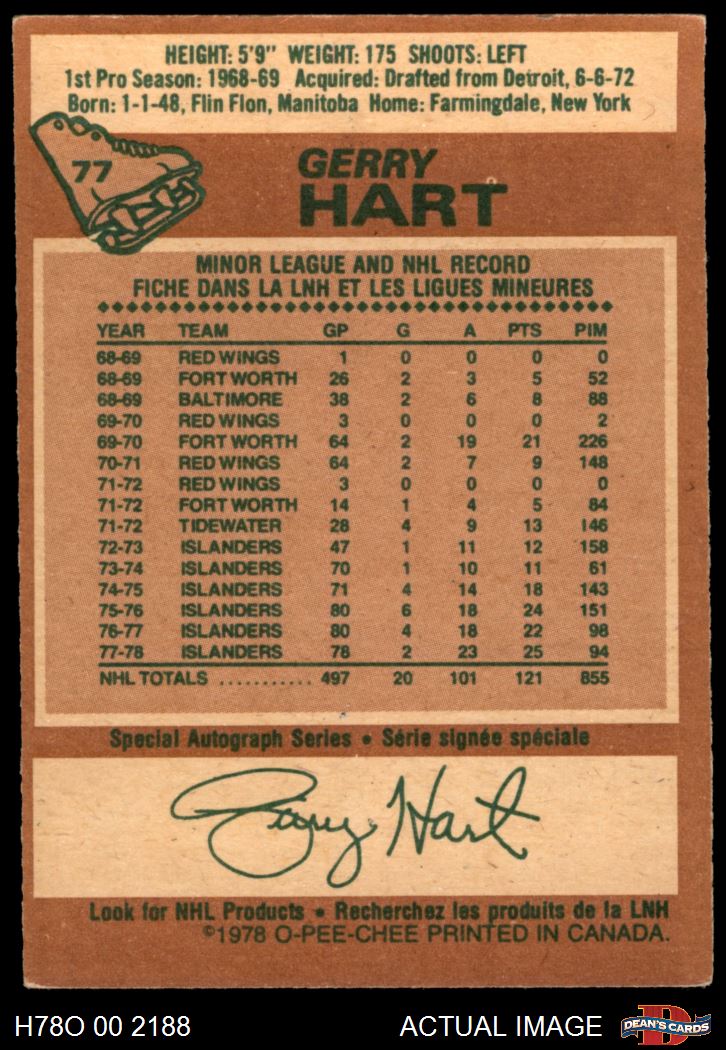 HEIGHT: 5'9" WEIGHT: 175 SHOOTS: LEFT
1st Pro Season: 1968-69 Acquired: Drafted from Detroit, 6-6-72
Born: 1-1-48, Flin Flon, Manitoba Home: Farmingdale, New York
77
GERRY
HART
MINOR LEAGUE AND NHL RECORD
FICHE DANS LA LNH ET LES LIGUES MINEURES
YEAR TEAM GP G A PTS PIM
68-69 RED WINGS 1 0 0 0 0
68-69 FORT WORTH 26 2 3 5 52
68-69 BALTIMORE 38 2 6 8 88
69-70 RED WINGS 3 0 0 0 2
69-70 FORT WORTH 64 2 19 21 226
70-71 RED WINGS 64 2 7 9 148
71-72 RED WINGS 3 0 0 0 0
71-72 FORT WORTH 14 1 4 5 84
71-72 TIDEWATER 28 4 9 13 146
72-73 ISLANDERS 47 1 11 12 158
73-74 ISLANDERS 70 1 10 11 61
74-75 ISLANDERS 71 4 14 18 143
75-76 ISLANDERS 80 6 18 24 151
76-77 ISLANDERS 80 4 18 22 98
77-78 ISLANDERS 78 2 23 25 94
NHL TOTALS ........... 497 20 101 121 855
Special Autograph Series • Série signée spéciale
Gerry Hart
Look for NHL Products • Recherchez les produits de la LNH
©1978 O-PEE-CHEE PRINTED IN CANADA.
H78O 00 2188 ACTUAL IMAGE D DEAN'S CARDS